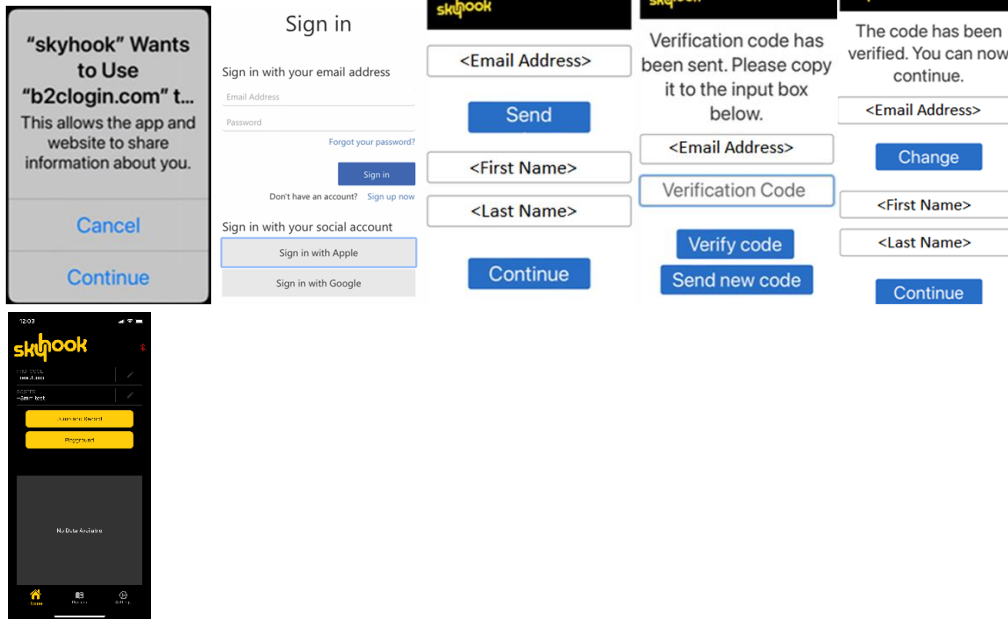 “skyhook” Wants
to Use
“b2clogin.com” t...
This allows the app and
website to share
information about you.
Cancel
Continue
Sign in
Sign in with your email address
Email Address
Password
Forgot your password?
Sign in
Don't have an account? Sign up now
Sign in with your social account
Sign in with Apple
Sign in with Google
skyhook
<Email Address>
Send
<First Name>
<Last Name>
Continue
Verification code has
been sent. Please copy
it to the input box
below.
<Email Address>
Verification Code
Verify code
Send new code
The code has been
verified. You can now
continue.
<Email Address>
Change
<First Name>
<Last Name>
Continue
12:03
skyhook
test
and Record
Playground
No Data Available
Home